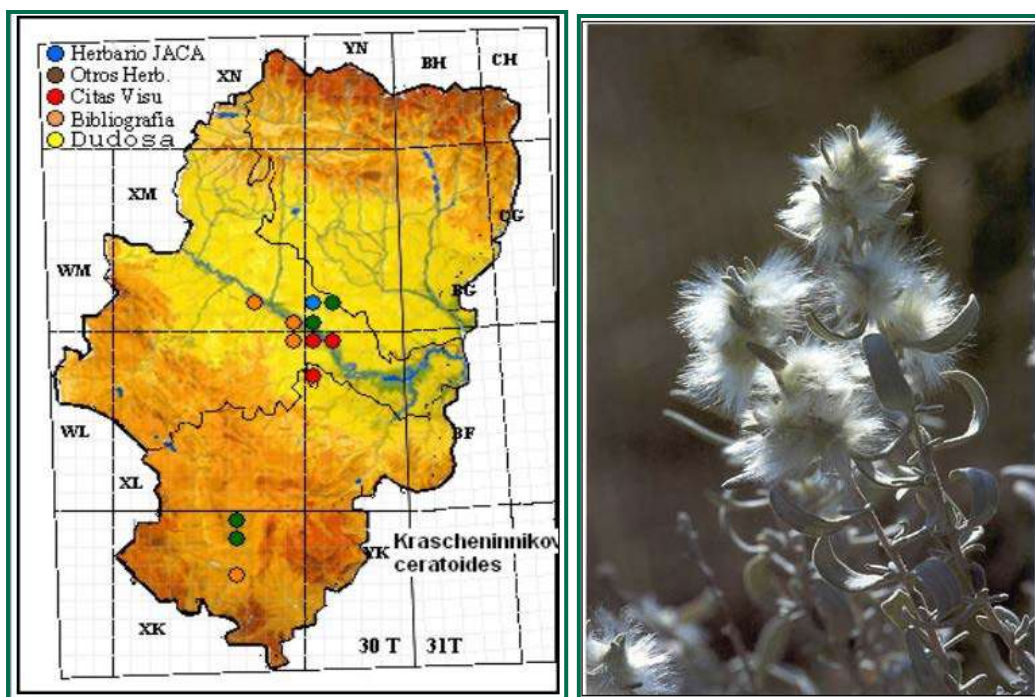 Herbario JACA
Otros Herb.
Citas Visu
Bibliografía
Dudosa
YN
BH
CH
XN
XM
CG
WM
BG
WL
BF
XL
YK
Krascheninnikov
ceratoides
XK
30 T
31T